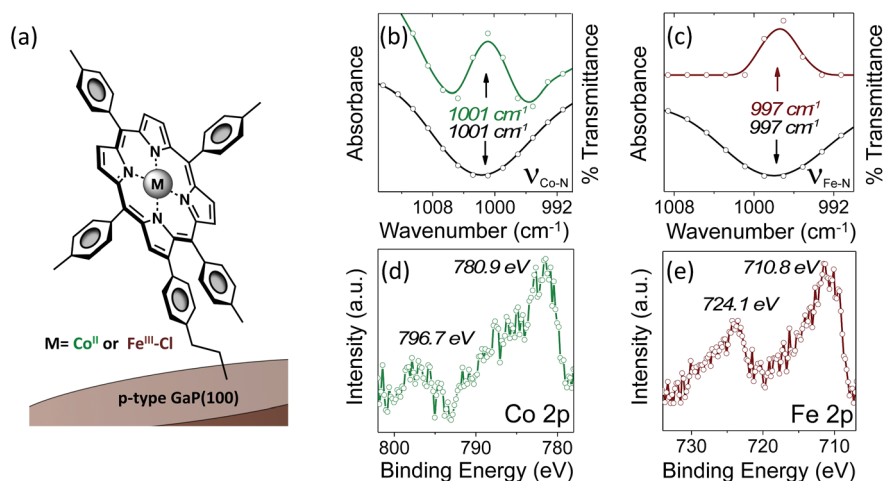 (a)
N
N
M
N
N
M= Co^II or Fe^III-Cl
p-type GaP(100)
(b)
Absorbance
% Transmittance
1001 cm^-1
1001 cm^-1
ν Co-N
1008 1000 992
Wavenumber (cm^-1)
(c)
Absorbance
% Transmittance
997 cm^-1
997 cm^-1
ν Fe-N
1008 1000 992
Wavenumber (cm^-1)
(d)
Intensity (a.u.)
780.9 eV
796.7 eV
Co 2p
800 790 780
Binding Energy (eV)
(e)
Intensity (a.u.)
710.8 eV
724.1 eV
Fe 2p
730 720 710
Binding Energy (eV)